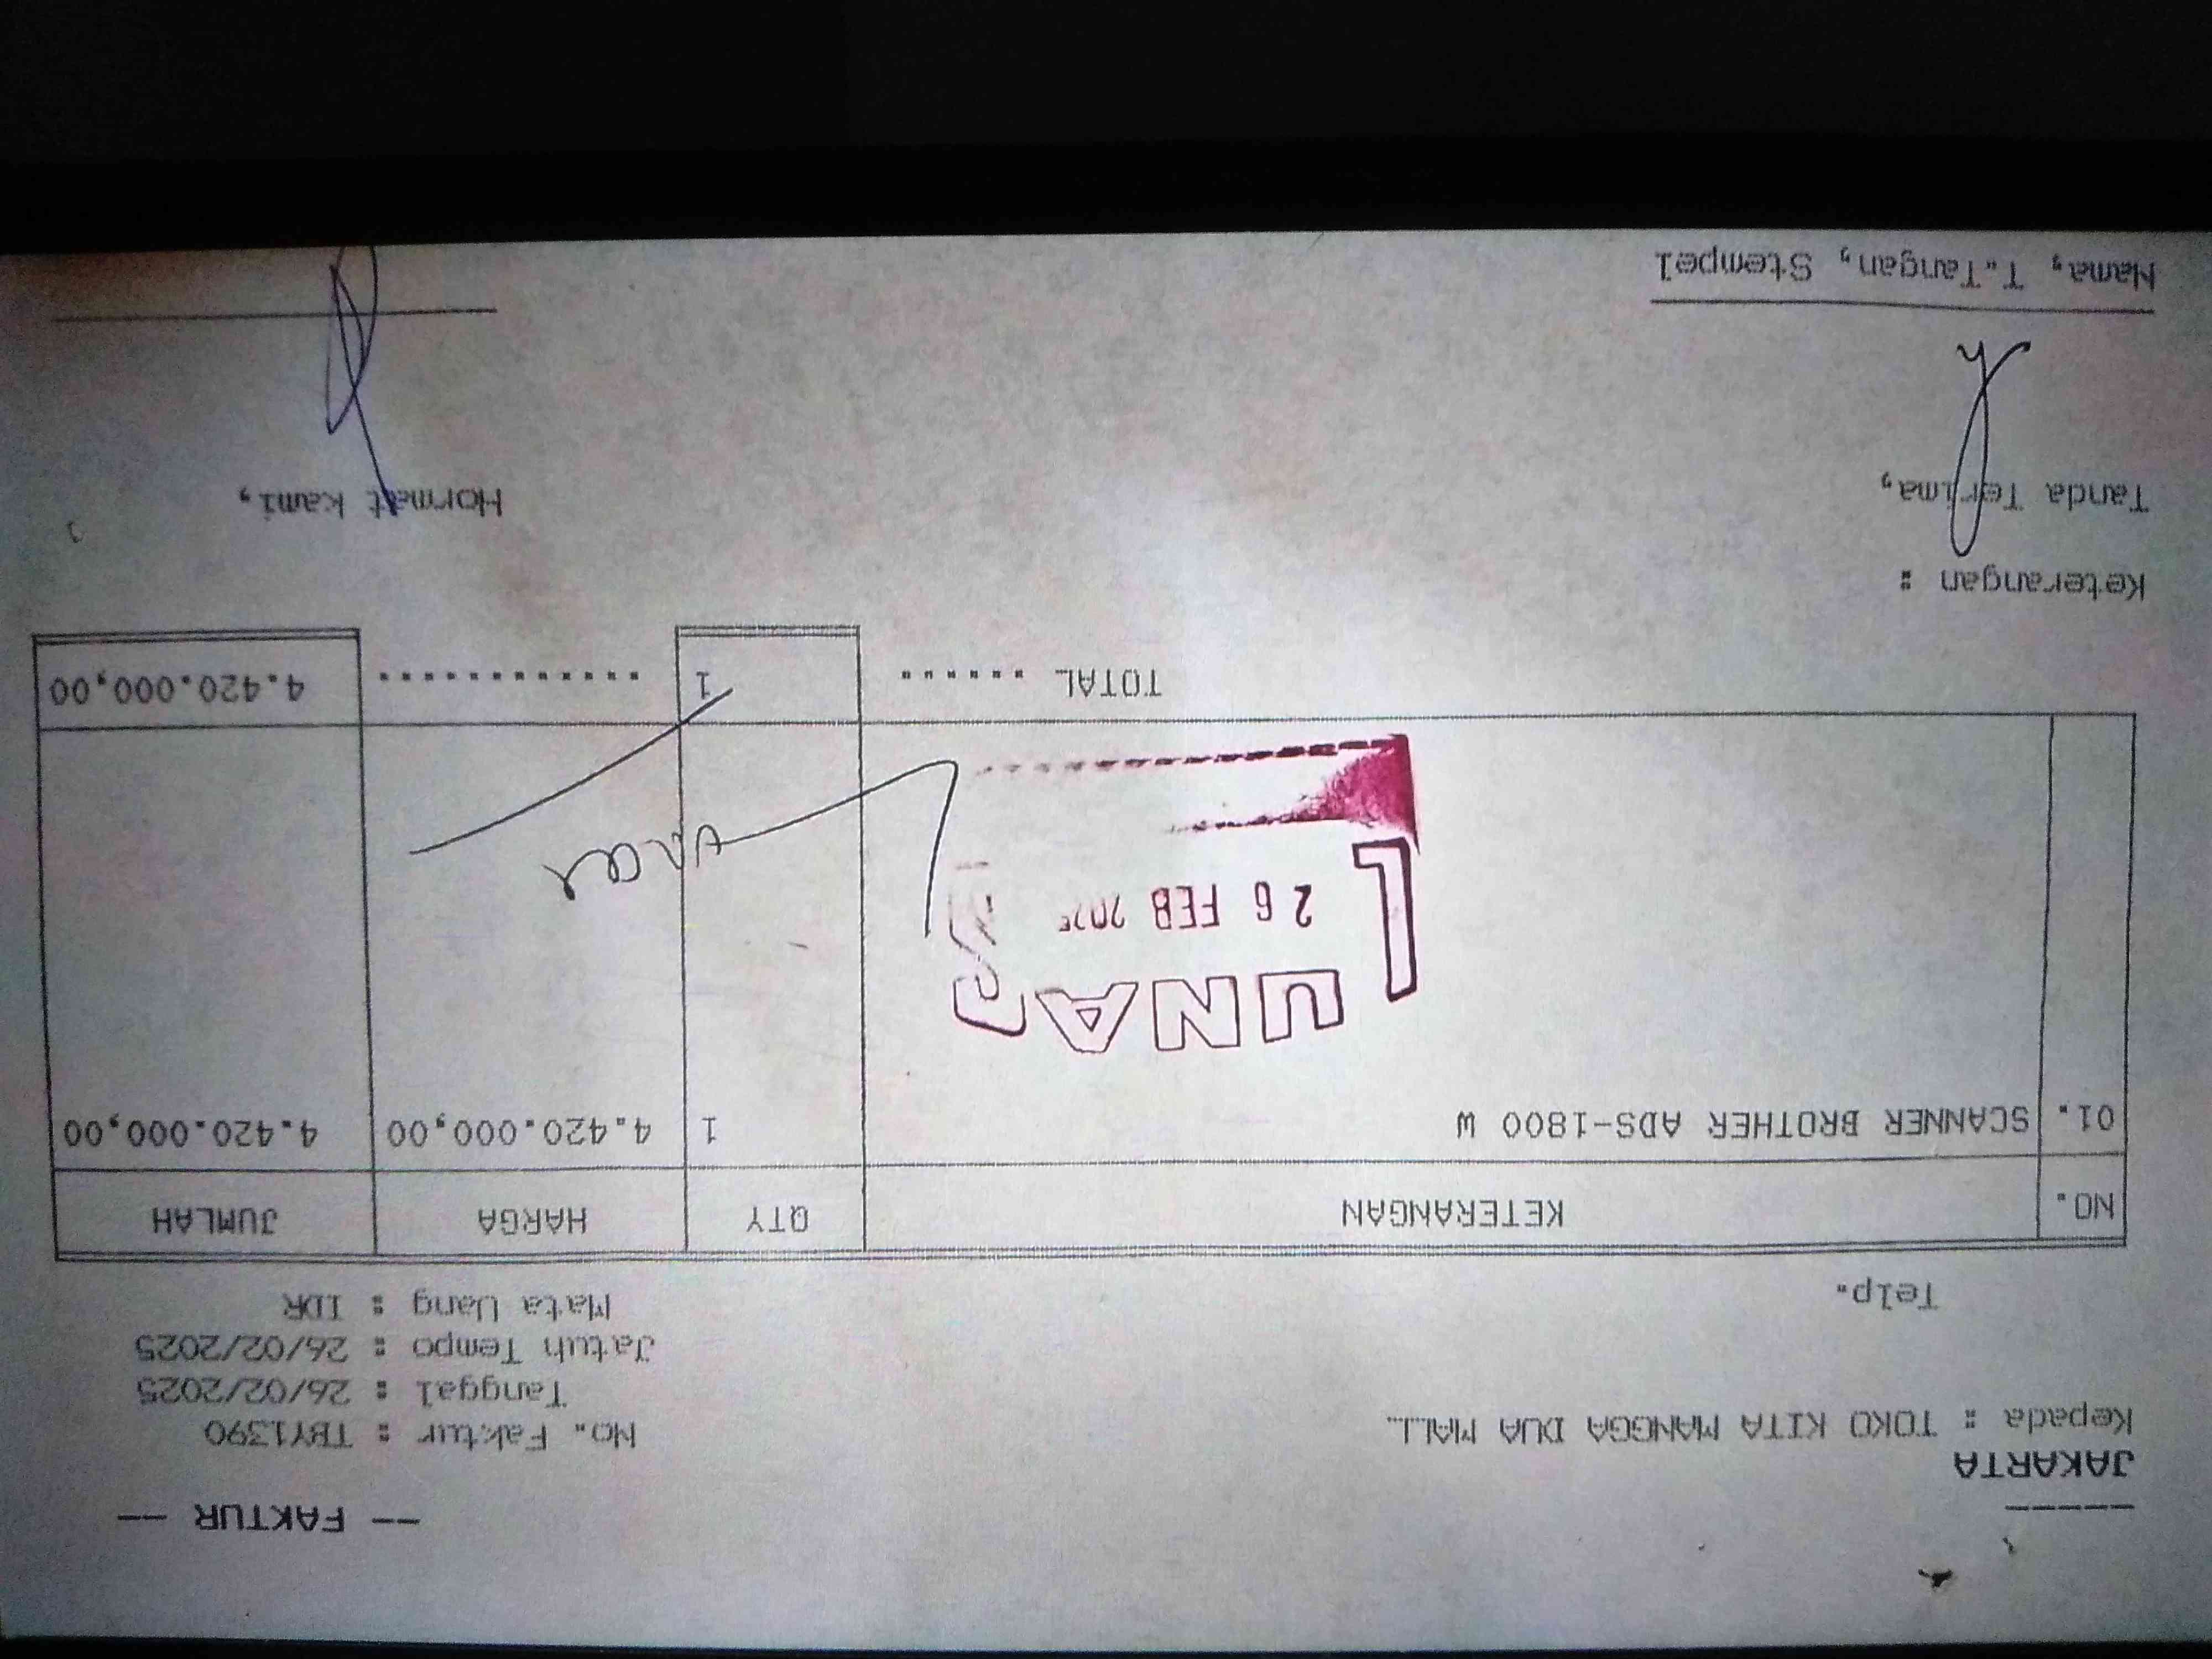 -----
-- FAKTUR --
JAKARTA
Kepada : TOKO KITA MANGGA DUA MALL
No. Faktur : TBY1390
Tanggal : 26/02/2025
Jatuh Tempo : 26/02/2025
Telp.
Mata Uang : IDR
NO. KETERANGAN QTY HARGA JUMLAH
01. SCANNER BROTHER ADS-1800 W 1 4.420.000,00 4.420.000,00
LUNAS
26 FEB 2025
TOTAL ...... 1 ............ 4.420.000,00
Keterangan :
Tanda Terima, Hormat Kami,
Nama, T.Tangan, Stempel